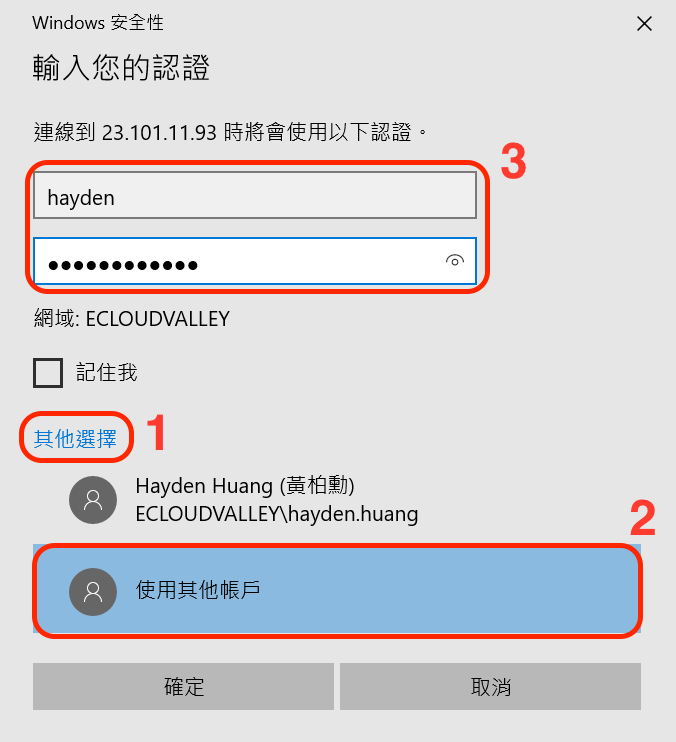 Windows 安全性
輸入您的認證
連線到 23.101.11.93 時將會使用以下認證。
3
hayden
●●●●●●●●●●●●
網域: ECLOUDVALLEY
記住我
其他選擇
1
Hayden Huang (黃柏勳)
ECLOUDVALLEY\hayden.huang
2
使用其他帳戶
確定
取消